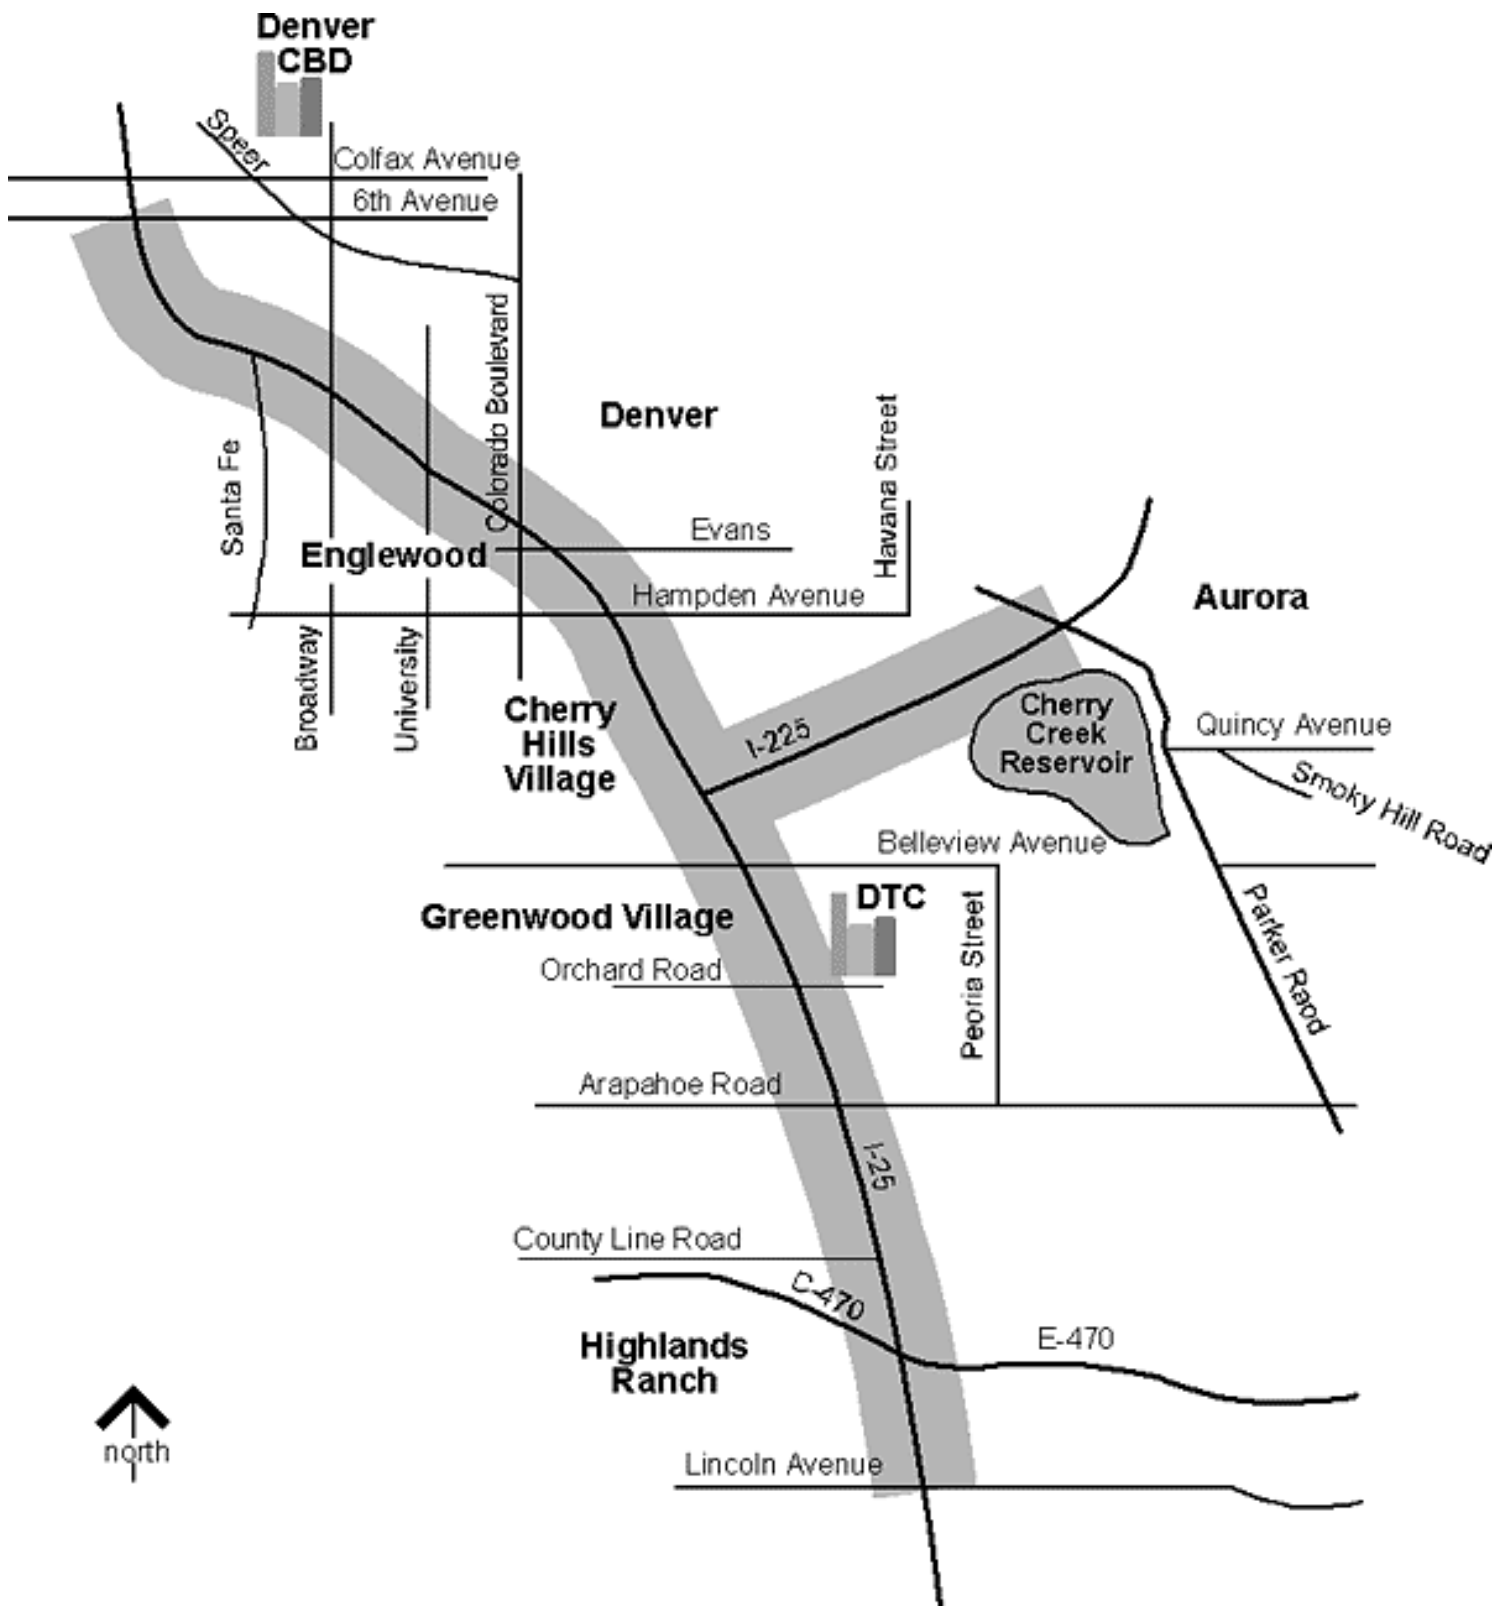 Denver
CBD
Speer
Colfax Avenue
6th Avenue
Colorado Boulevard
Denver
Havana Street
Santa Fe
Evans
Englewood
Hampden Avenue
Aurora
Broadway
University
Cherry
Hills
Village
I-225
Cherry
Creek
Reservoir
Quincy Avenue
Smoky Hill Road
Belleview Avenue
DTC
Greenwood Village
Parker Raod
Orchard Road
Peoria Street
Arapahoe Road
I-25
County Line Road
C-470
E-470
Highlands
Ranch
north
Lincoln Avenue